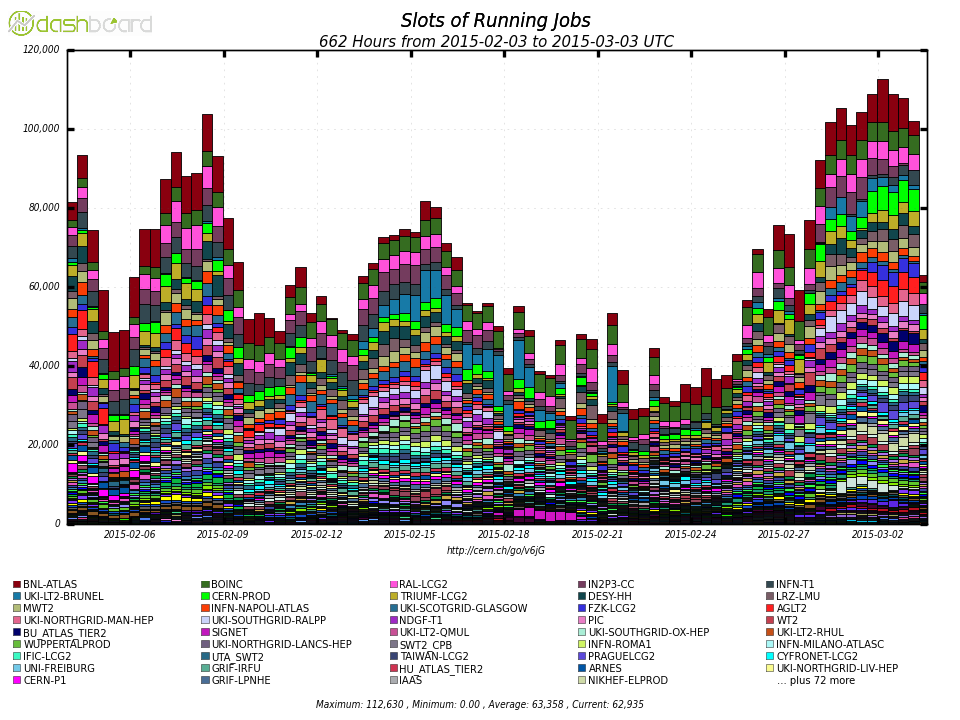 dashboard
Slots of Running Jobs
662 Hours from 2015-02-03 to 2015-03-03 UTC
120,000
100,000
80,000
60,000
40,000
20,000
0
2015-02-06 2015-02-09 2015-02-12 2015-02-15 2015-02-18 2015-02-21 2015-02-24 2015-02-27 2015-03-02
http://cern.ch/go/v6jG
BNL-ATLAS BOINC RAL-LCG2 IN2P3-CC INFN-T1
UKI-LT2-BRUNEL CERN-PROD TRIUMF-LCG2 DESY-HH LRZ-LMU
MWT2 INFN-NAPOLI-ATLAS UKI-SCOTGRID-GLASGOW FZK-LCG2 AGLT2
UKI-NORTHGRID-MAN-HEP UKI-SOUTHGRID-RALPP NDGF-T1 PIC WT2
BU_ATLAS_TIER2 SIGNET UKI-LT2-QMUL UKI-SOUTHGRID-OX-HEP UKI-LT2-RHUL
WUPPERTALPROD UKI-NORTHGRID-LANCS-HEP SWT2_CPB INFN-ROMA1 INFN-MILANO-ATLASC
IFIC-LCG2 UTA_SWT2 TAIWAN-LCG2 PRAGUELCG2 CYFRONET-LCG2
UNI-FREIBURG GRIF-IRFU HU_ATLAS_TIER2 ARNES UKI-NORTHGRID-LIV-HEP
CERN-P1 GRIF-LPNHE IAAS NIKHEF-ELPROD ... plus 72 more
Maximum: 112,630 , Minimum: 0.00 , Average: 63,358 , Current: 62,935